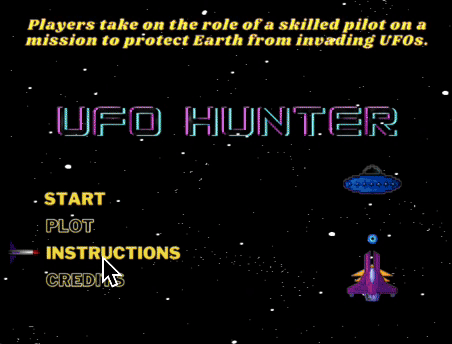 Players take on the role of a skilled pilot on a
mission to protect Earth from invading UFOs.
UFO HUNTER
START
PLOT
INSTRUCTIONS
CREDITS